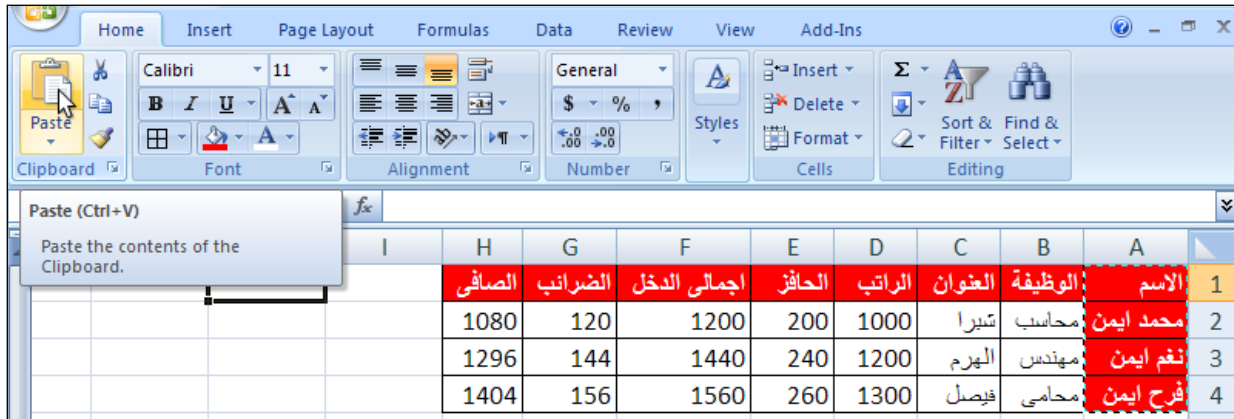 Home Insert Page Layout Formulas Data Review View Add-Ins
Calibri 11 General Insert Σ
Paste B I U A A $ % , Styles Delete Sort & Find &
A .00 .00 Format Filter Select
Clipboard Font Alignment Number Cells Editing
fx
Paste (Ctrl+V)
Paste the contents of the
Clipboard.
A B C D E F G H I
1 الاسم الوظيفة العنوان الراتب الحافز اجمالى الدخل الضرائب الصافى
2 محمد ايمن محاسب شبرا 1000 200 1200 120 1080
3 نغم ايمن مهندس الهرم 1200 240 1440 144 1296
4 فرح ايمن محامى فيصل 1300 260 1560 156 1404